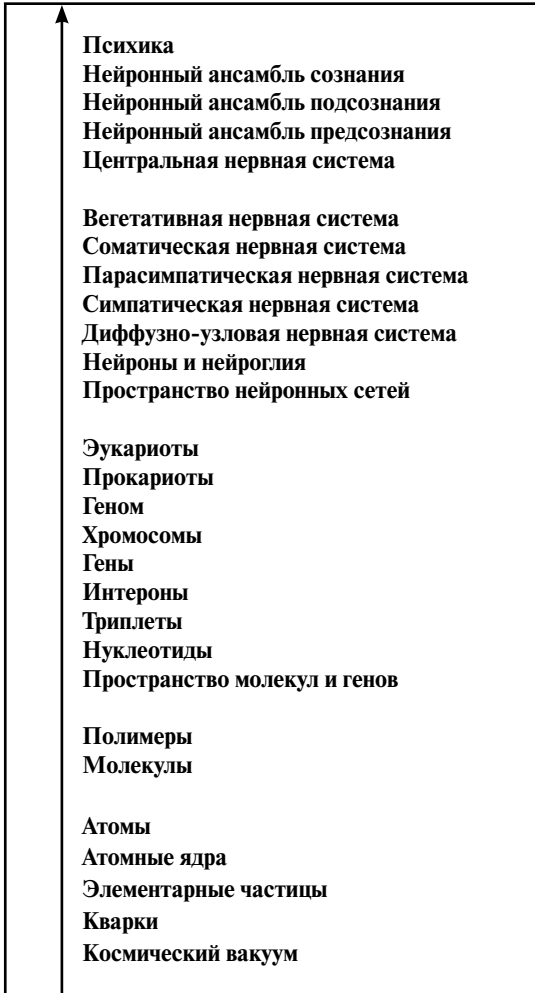 Психика
Нейронный ансамбль сознания
Нейронный ансамбль подсознания
Нейронный ансамбль предсознания
Центральная нервная система
Вегетативная нервная система
Соматическая нервная система
Парасимпатическая нервная система
Симпатическая нервная система
Диффузно-узловая нервная система
Нейроны и нейроглия
Пространство нейронных сетей
Эукариоты
Прокариоты
Геном
Хромосомы
Гены
Интероны
Триплеты
Нуклеотиды
Пространство молекул и генов
Полимеры
Молекулы
Атомы
Атомные ядра
Элементарные частицы
Кварки
Космический вакуум